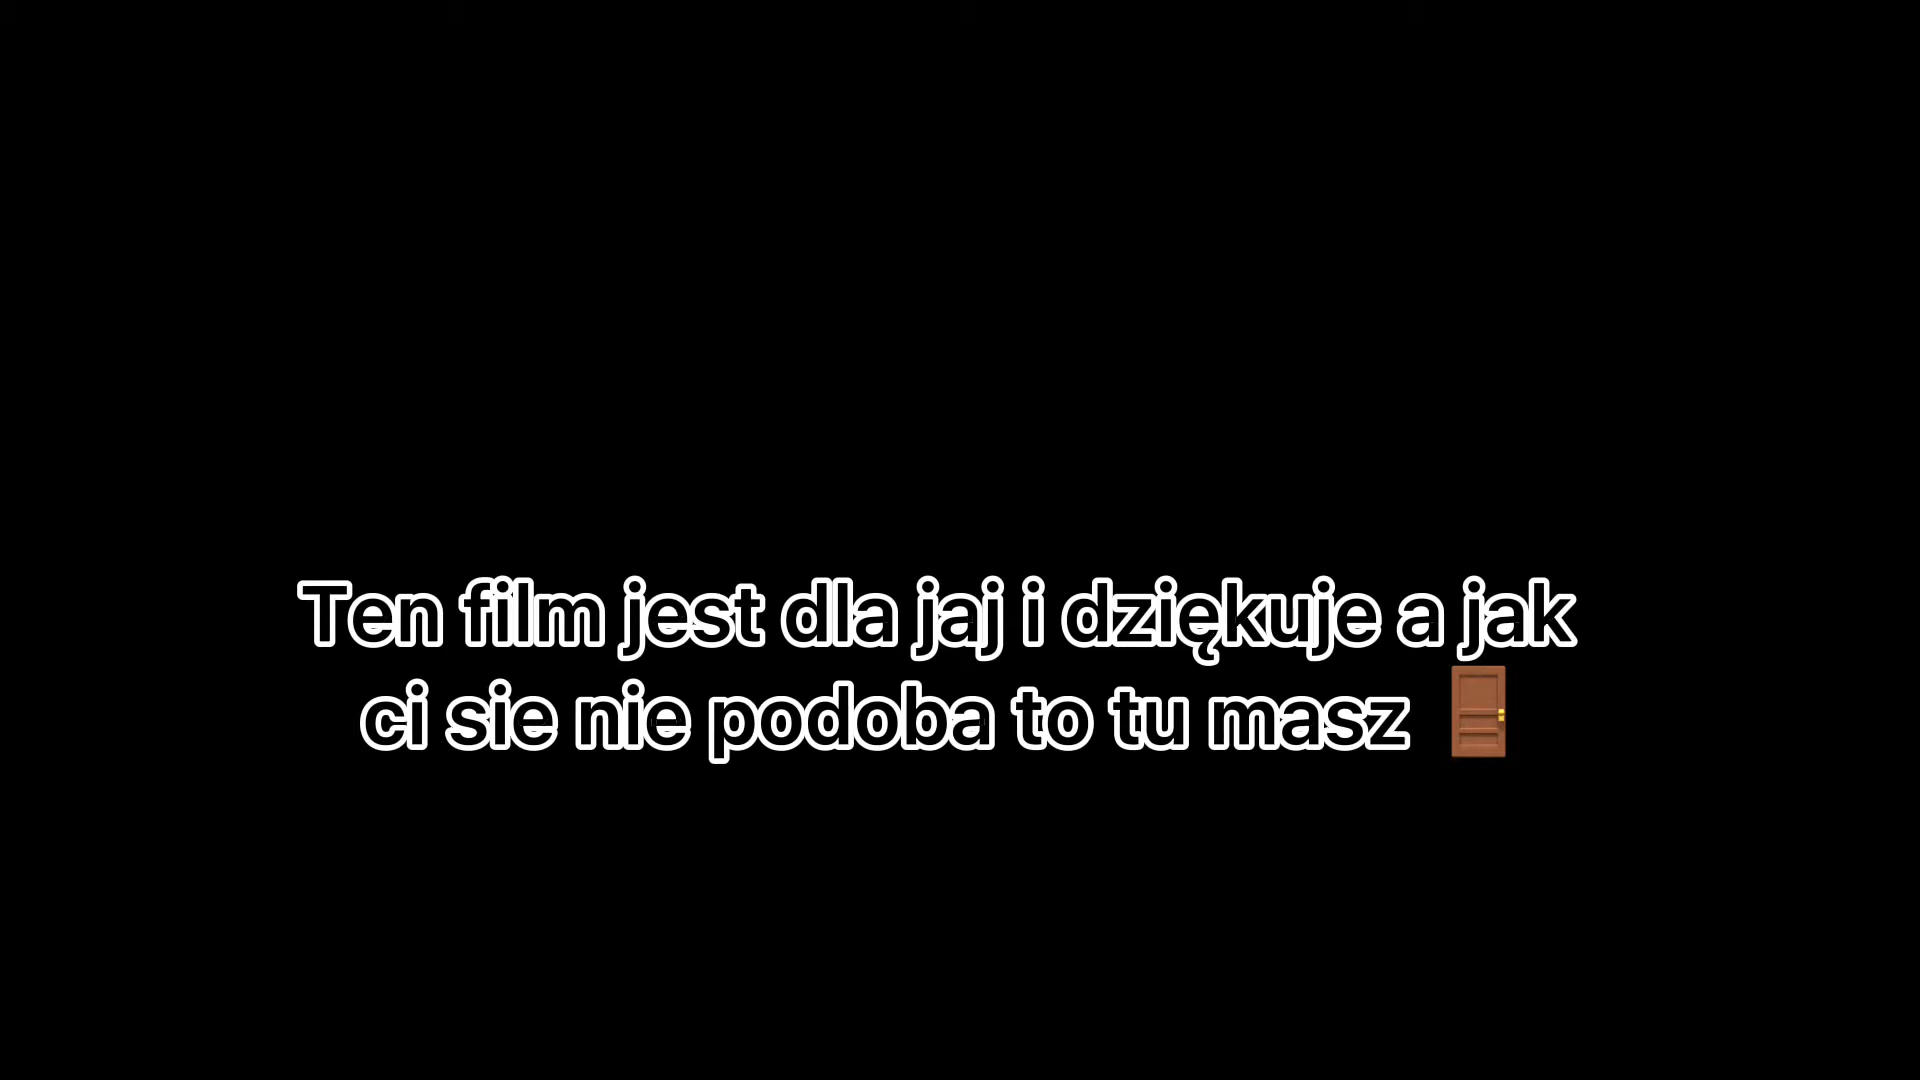 Ten film jest dla jaj i dziękuje a jak
ci sie nie podoba to tu masz 🚪